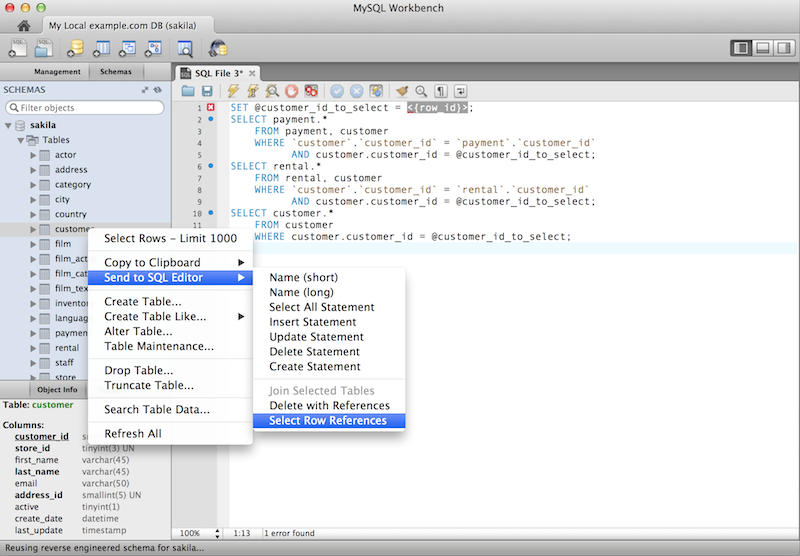 MySQL Workbench
My Local example.com DB (sakila)
Management
Schemas
SQL File 3*
SCHEMAS
Filter objects
sakila
Tables
actor
address
category
city
country
customer
film
film_act
film_cat
film_tex
inventor
languag
paymen
rental
staff
store
1 SET @customer_id_to_select = <{row_id}>;
2 SELECT payment.*
3 FROM payment, customer
4 WHERE `customer`.`customer_id` = `payment`.`customer_id`
5 AND customer.customer_id = @customer_id_to_select;
6 SELECT rental.*
7 FROM rental, customer
8 WHERE `customer`.`customer_id` = `rental`.`customer_id`
9 AND customer.customer_id = @customer_id_to_select;
10 SELECT customer.*
11 FROM customer
WHERE customer.customer_id = @customer_id_to_select;
Select Rows – Limit 1000
Copy to Clipboard
Send to SQL Editor
Create Table...
Create Table Like...
Alter Table...
Table Maintenance...
Drop Table...
Truncate Table...
Search Table Data...
Refresh All
Name (short)
Name (long)
Select All Statement
Insert Statement
Update Statement
Delete Statement
Create Statement
Join Selected Tables
Delete with References
Select Row References
Object Info
Table: customer
Columns:
customer_id
store_id tinyint(3) UN
first_name varchar(45)
last_name varchar(45)
email varchar(50)
address_id smallint(5) UN
active tinyint(1)
create_date datetime
last_update timestamp
100%
1:13
1 error found
Reusing reverse engineered schema for sakila...